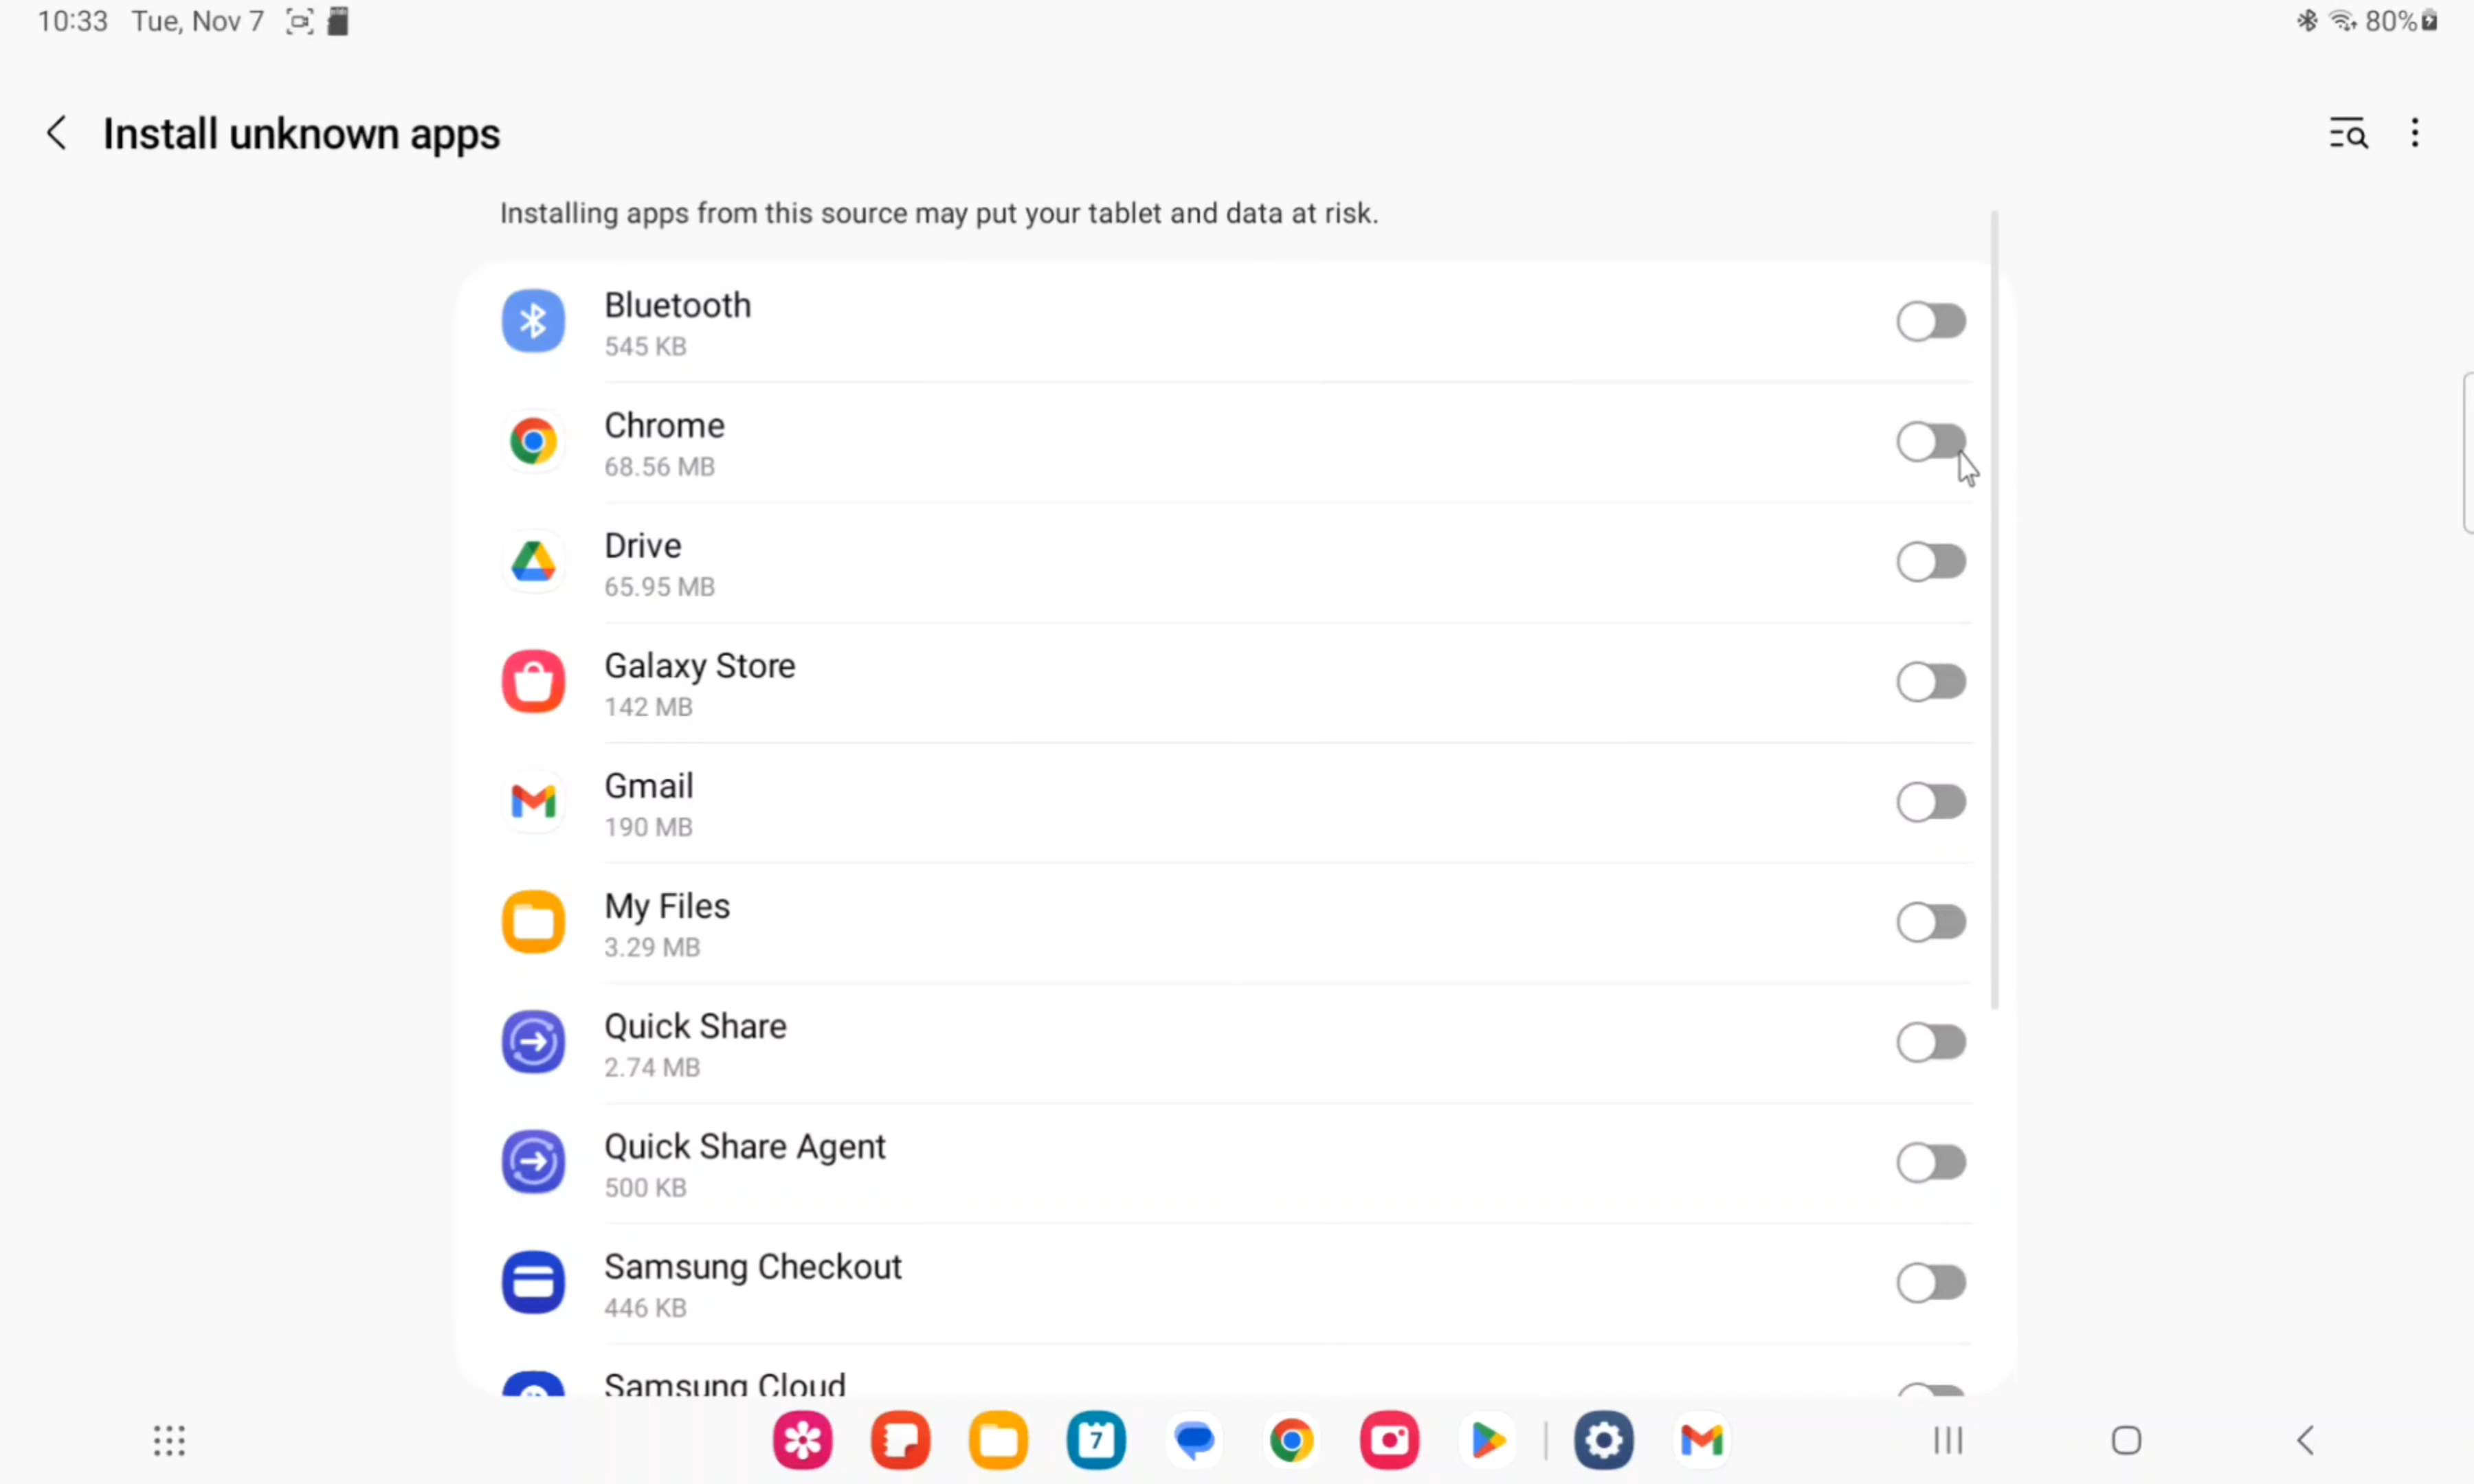 10:33 Tue, Nov 7
80%
Install unknown apps
Installing apps from this source may put your tablet and data at risk.
Bluetooth
545 KB
Chrome
68.56 MB
Drive
65.95 MB
Galaxy Store
142 MB
Gmail
190 MB
My Files
3.29 MB
Quick Share
2.74 MB
Quick Share Agent
500 KB
Samsung Checkout
446 KB
Samsung Cloud
7